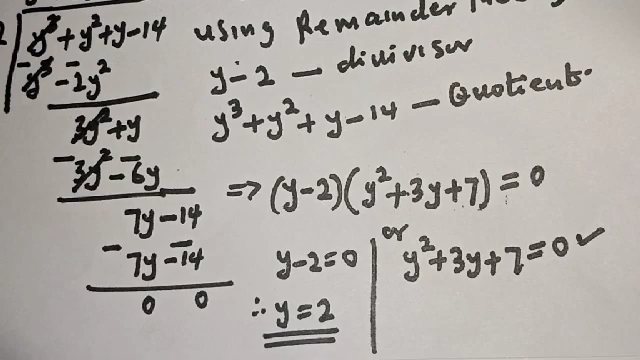 y³+y²+y-14
y³-2y²
3y²+y
3y²-6y
7y-14
-7y-14
0 0
using Remainder
y-2 - divisor
y³+y²+y-14 - Quotient
=> (y-2)(y²+3y+7)=0
y-2=0
∴ y=2
or
y²+3y+7=0 ✓